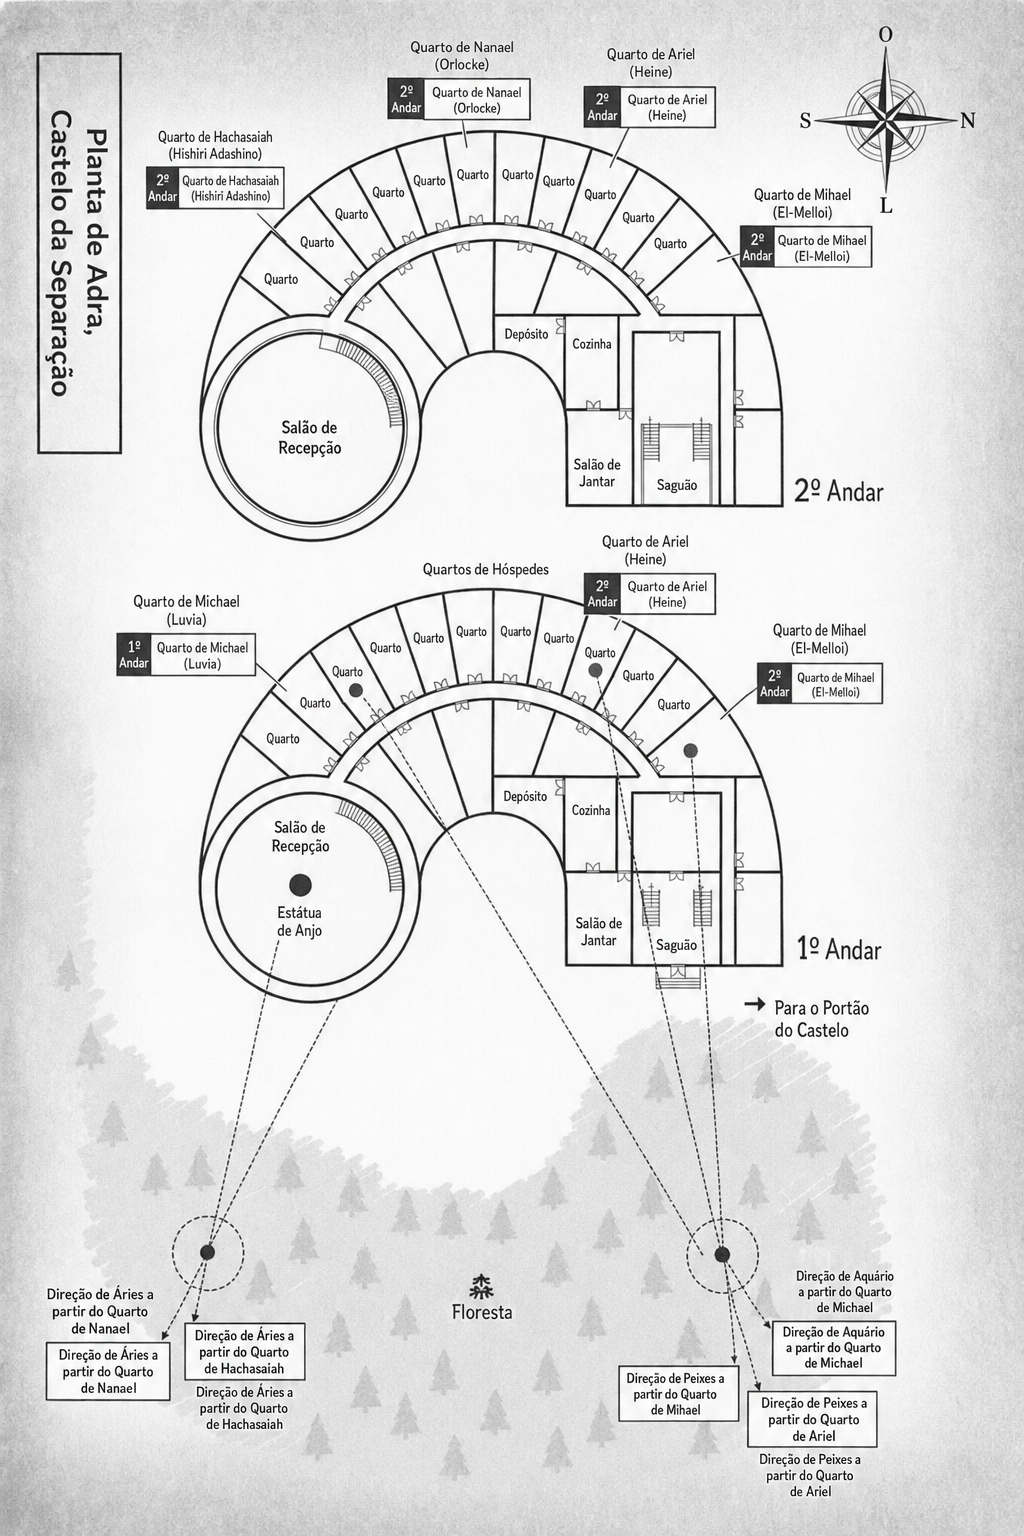 Planta de Adra,
Castelo da Separação
O
S
N
L
Quarto de Nanael
(Orlocke)
2º
Andar
Quarto de Nanael
(Orlocke)
Quarto de Ariel
(Heine)
2º
Andar
Quarto de Ariel
(Heine)
Quarto de Hachasaiah
(Hishiri Adashino)
2º
Andar
Quarto de Hachasaiah
(Hishiri Adashino)
Quarto de Mihael
(El-Melloi)
2º
Andar
Quarto de Mihael
(El-Melloi)
Quarto
Quarto
Quarto
Quarto
Quarto
Quarto
Quarto
Quarto
Quarto
Quarto
Quarto
Depósito
Cozinha
Salão de
Recepção
Salão de
Jantar
Saguão
2º Andar
Quarto de Ariel
(Heine)
2º
Andar
Quarto de Ariel
(Heine)
Quartos de Hóspedes
Quarto de Michael
(Luvia)
1º
Andar
Quarto de Michael
(Luvia)
Quarto de Mihael
(El-Melloi)
2º
Andar
Quarto de Mihael
(El-Melloi)
Quarto
Quarto
Quarto
Quarto
Quarto
Quarto
Quarto
Quarto
Quarto
Quarto
Quarto
Depósito
Cozinha
Salão de
Recepção
Estátua
de Anjo
Salão de
Jantar
Saguão
1º Andar
Para o Portão
do Castelo
Floresta
Direção de Áries a
partir do Quarto
de Nanael
Direção de Áries a
partir do Quarto
de Nanael
Direção de Áries a
partir do Quarto
de Hachasaiah
Direção de Áries a
partir do Quarto
de Hachasaiah
Direção de Aquário
a partir do Quarto
de Michael
Direção de Aquário
a partir do Quarto
de Michael
Direção de Peixes a
partir do Quarto
de Mihael
Direção de Peixes a
partir do Quarto
de Ariel
Direção de Peixes a
partir do Quarto
de Ariel